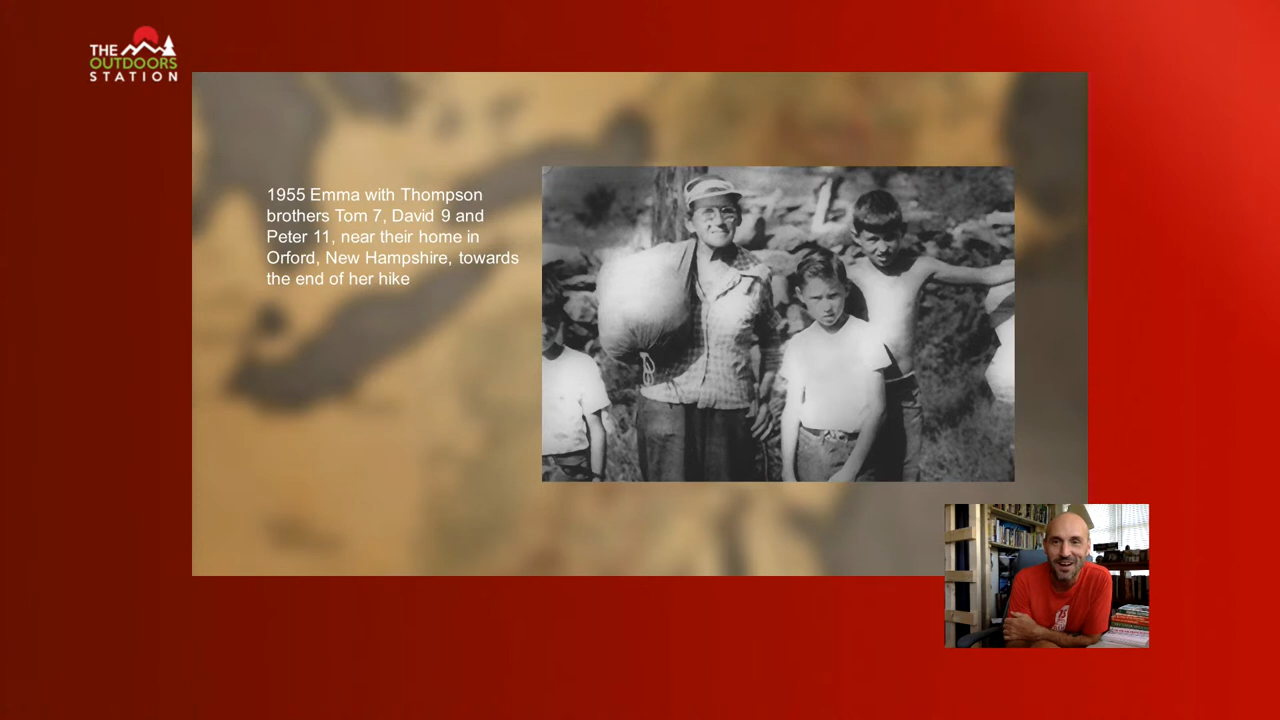 THE
OUTDOORS
STATION
1955 Emma with Thompson
brothers Tom 7, David 9 and
Peter 11, near their home in
Orford, New Hampshire, towards
the end of her hike